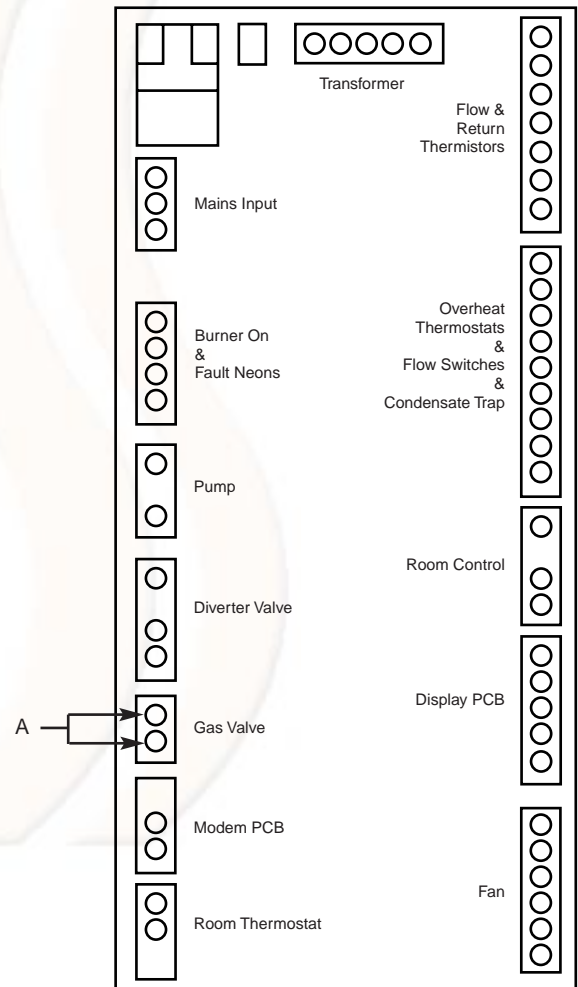 Transformer
Flow &
Return
Thermistors
Mains Input
Overheat
Thermostats
&
Flow Switches
&
Condensate Trap
Burner On
&
Fault Neons
Pump
Room Control
Diverter Valve
Display PCB
A
Gas Valve
Modem PCB
Fan
Room Thermostat